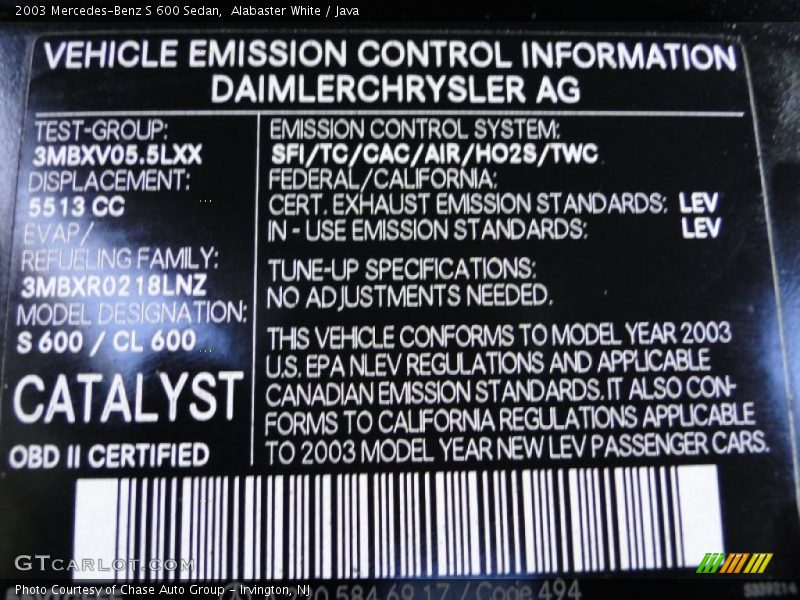 2003 Mercedes-Benz S 600 Sedan, Alabaster White / Java
VEHICLE EMISSION CONTROL INFORMATION
DAIMLERCHRYSLER AG
TEST-GROUP:
3MBXV05.5LXX
DISPLACEMENT:
5513 CC
EVAP/
REFUELING FAMILY:
3MBXR0218LNZ
MODEL DESIGNATION:
S 600 / CL 600
CATALYST
OBD II CERTIFIED
EMISSION CONTROL SYSTEM:
SFI/TC/CAC/AIR/HO2S/TWC
FEDERAL/CALIFORNIA:
CERT. EXHAUST EMISSION STANDARDS: LEV
IN - USE EMISSION STANDARDS: LEV
TUNE-UP SPECIFICATIONS:
NO ADJUSTMENTS NEEDED.
THIS VEHICLE CONFORMS TO MODEL YEAR 2003
U.S. EPA NLEV REGULATIONS AND APPLICABLE
CANADIAN EMISSION STANDARDS. IT ALSO CON-
FORMS TO CALIFORNIA REGULATIONS APPLICABLE
TO 2003 MODEL YEAR NEW LEV PASSENGER CARS.
GTcarlot.com
584 69 17 / Code 494
Photo Courtesy of Chase Auto Group - Irvington, NJ